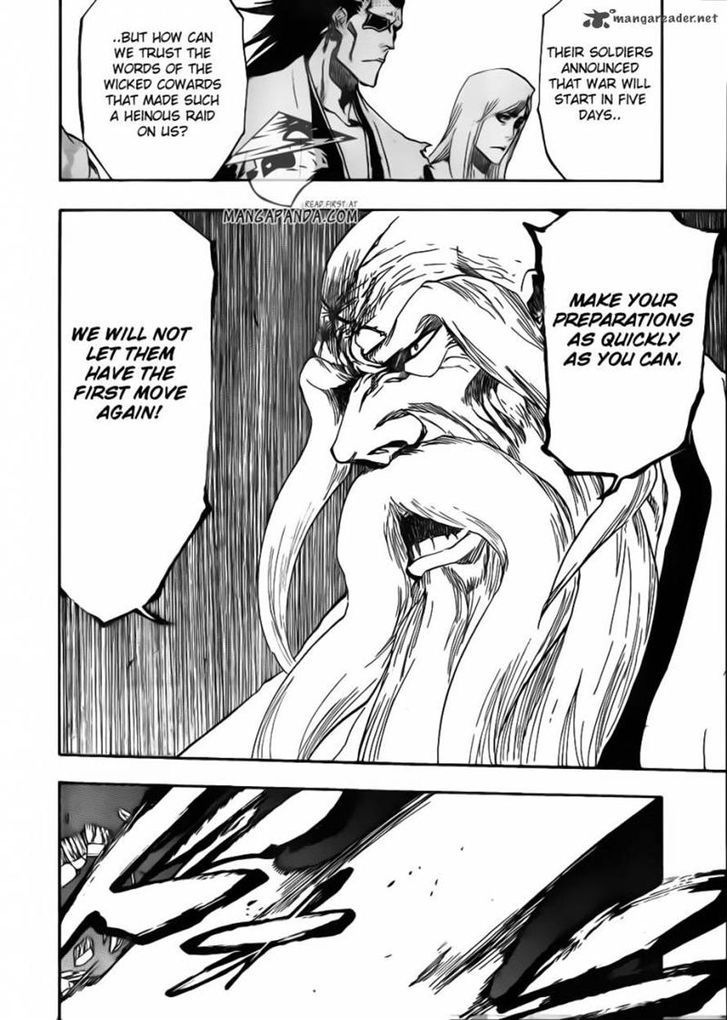 mangareader.net
THEIR SOLDIERS
ANNOUNCED
THAT WAR WILL
START IN FIVE
DAYS..
..BUT HOW CAN
WE TRUST THE
WORDS OF THE
WICKED COWARDS
THAT MADE SUCH
A HEINOUS RAID
ON US?
READ FIRST AT
MANGAPANDA.COM
MAKE YOUR
PREPARATIONS
AS QUICKLY
AS YOU CAN.
WE WILL NOT
LET THEM
HAVE THE
FIRST MOVE
AGAIN!